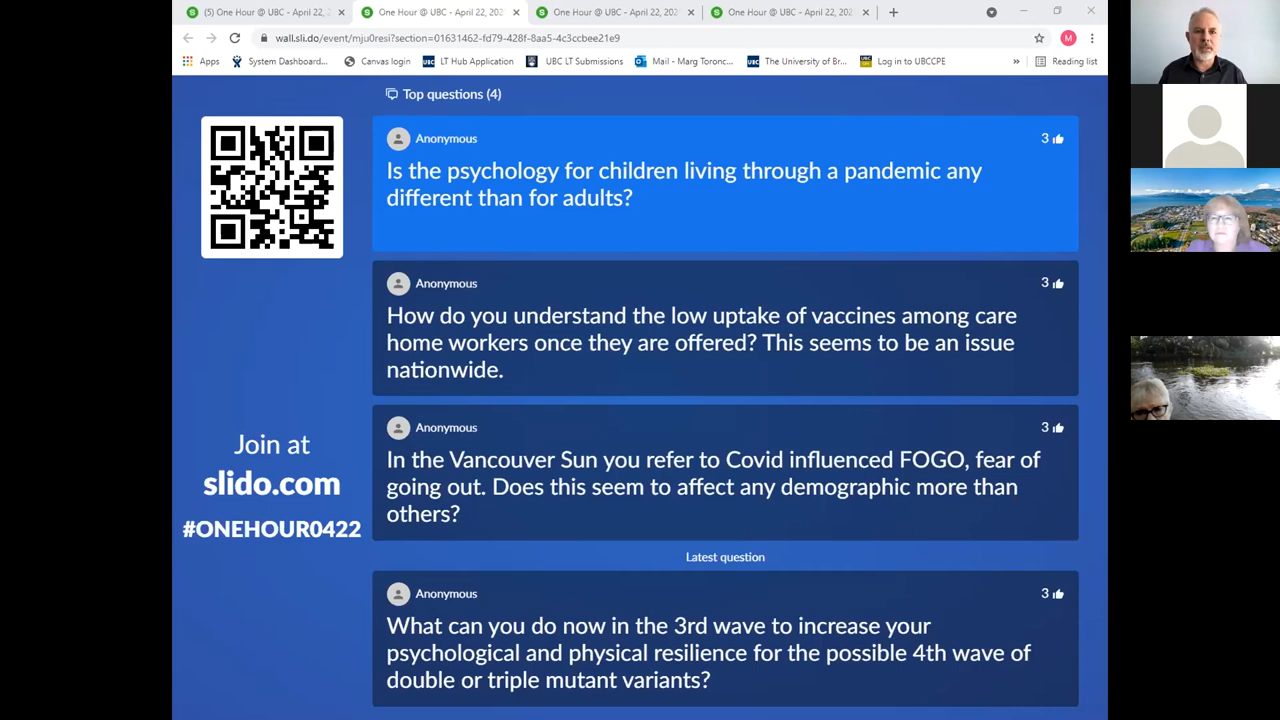 (5) One Hour @ UBC - April 22, 2
One Hour @ UBC - April 22, 202
One Hour @ UBC - April 22, 202
One Hour @ UBC - April 22, 202
wall.sli.do/event/mju0resi?section=01631462-fd79-428f-8aa5-4c3ccbee21e9
M
Apps
System Dashboard...
Canvas login
UBC
LT Hub Application
UBC LT Submissions
Mail - Marg Toronc...
UBC
The University of Br...
Log in to UBCCPE
»
Reading list
Top questions (4)
Anonymous
3
Is the psychology for children living through a pandemic any
different than for adults?
Anonymous
3
How do you understand the low uptake of vaccines among care
home workers once they are offered? This seems to be an issue
nationwide.
Anonymous
3
In the Vancouver Sun you refer to Covid influenced FOGO, fear of
going out. Does this seem to affect any demographic more than
others?
Latest question
Anonymous
3
What can you do now in the 3rd wave to increase your
psychological and physical resilience for the possible 4th wave of
double or triple mutant variants?
Join at
slido.com
#ONEHOUR0422